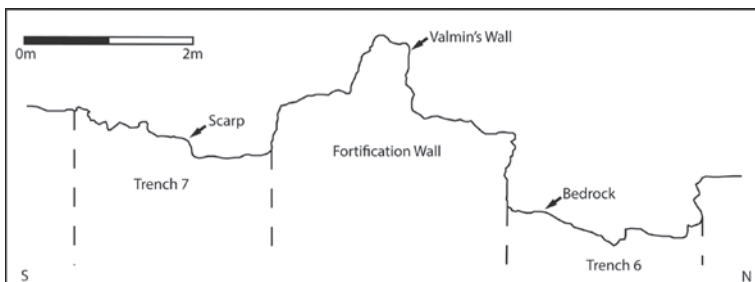 0m 2m
Valmin's Wall
Scarp
Fortification Wall
Trench 7
Bedrock
Trench 6
S N